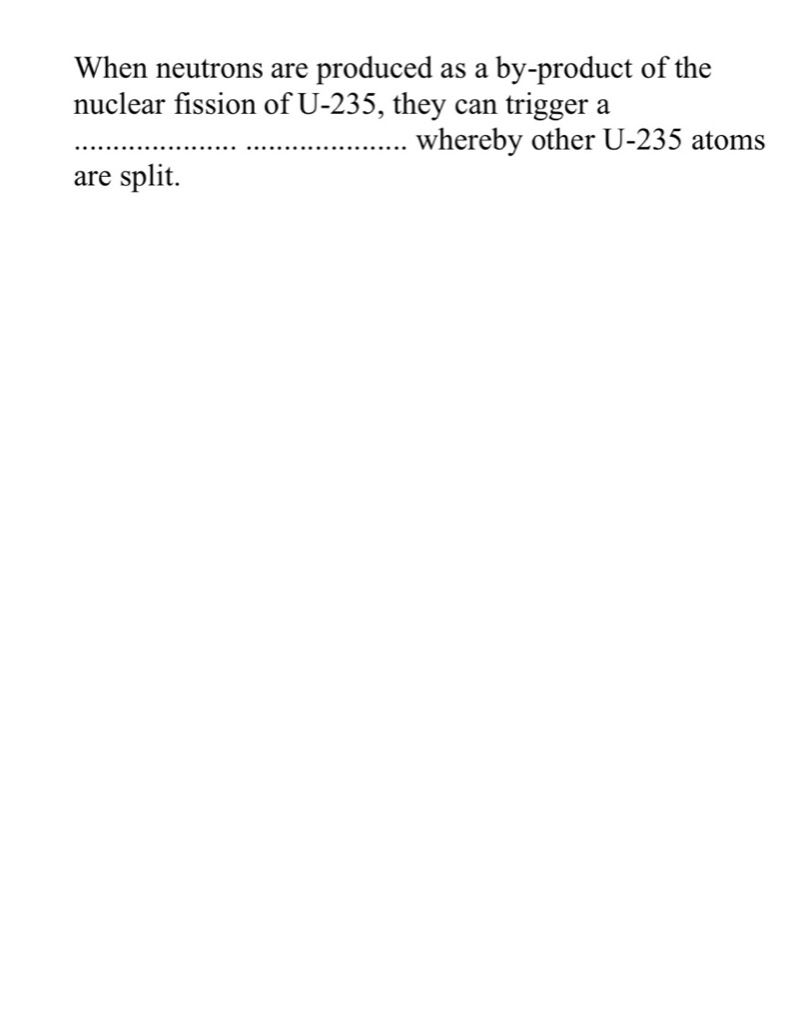 When neutrons are produced as a by-product of the
nuclear fission of U-235, they can trigger a
..................... ..................... whereby other U-235 atoms
are split.